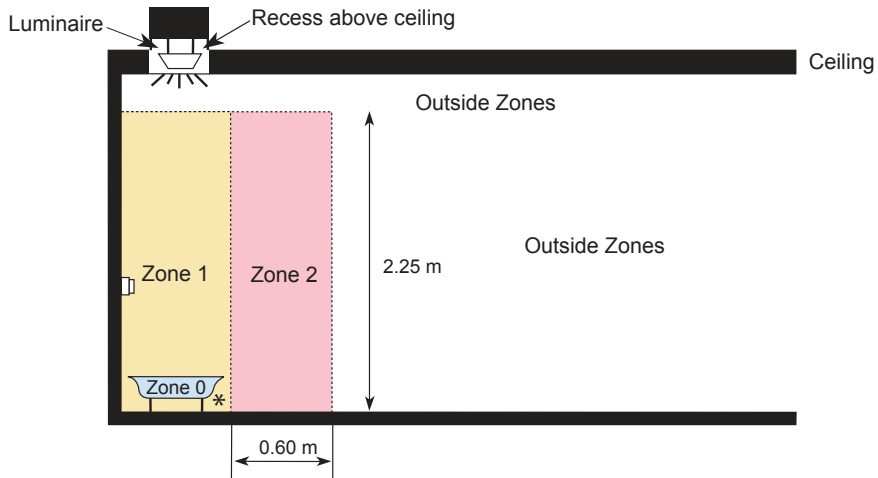 Luminaire
Recess above ceiling
Ceiling
Outside Zones
Outside Zones
2.25 m
Zone 1
Zone 2
Zone 0
*
0.60 m